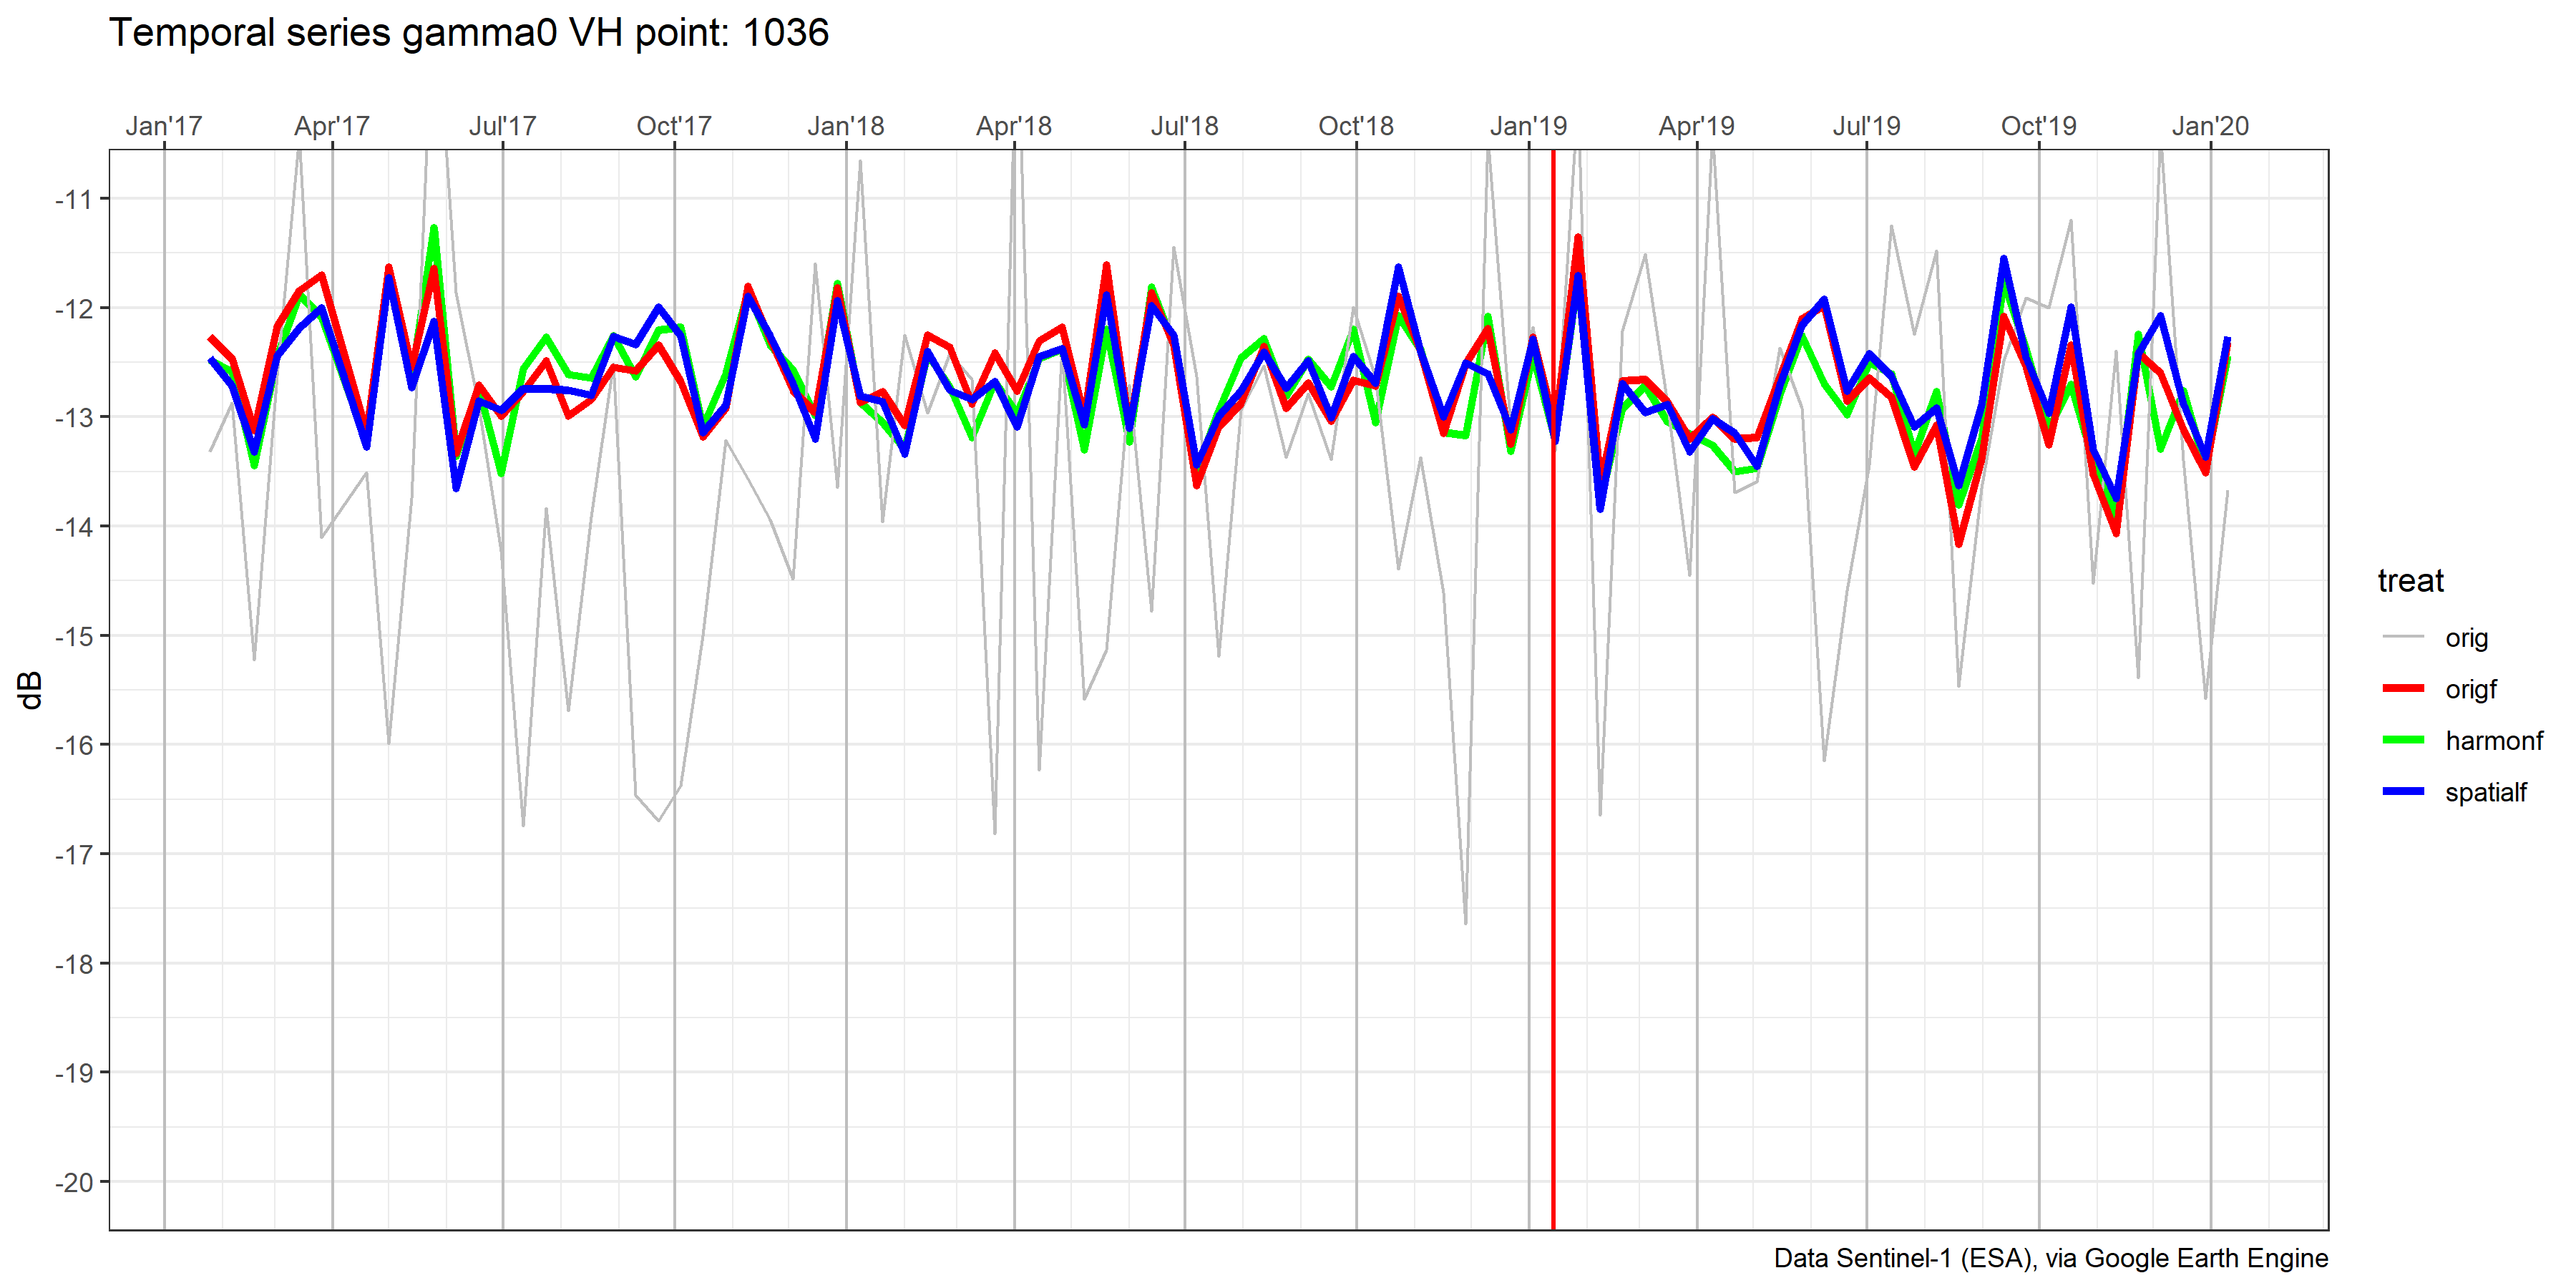 Temporal series gamma0 VH point: 1036
Jan'17 Apr'17 Jul'17 Oct'17 Jan'18 Apr'18 Jul'18 Oct'18 Jan'19 Apr'19 Jul'19 Oct'19 Jan'20
-11
-12
-13
-14
-15
-16
-17
-18
-19
-20
dB
treat
orig
origf
harmonf
spatialf
Data Sentinel-1 (ESA), via Google Earth Engine